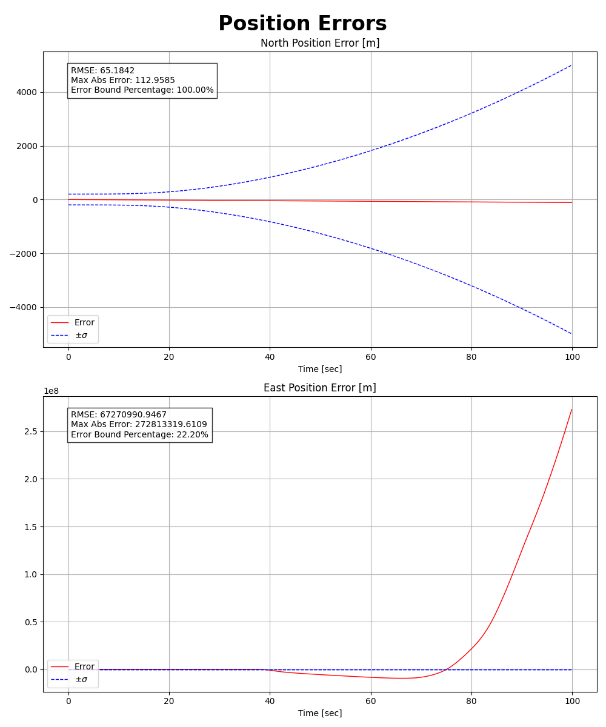 Position Errors
North Position Error [m]
RMSE: 65.1842
Max Abs Error: 112.9585
Error Bound Percentage: 100.00%
4000
2000
0
−2000
−4000
Error
±σ
0 20 40 60 80 100
Time [sec]
East Position Error [m]
1e8
RMSE: 67270990.9467
Max Abs Error: 272813319.6109
Error Bound Percentage: 22.20%
2.5
2.0
1.5
1.0
0.5
0.0
Error
±σ
0 20 40 60 80 100
Time [sec]